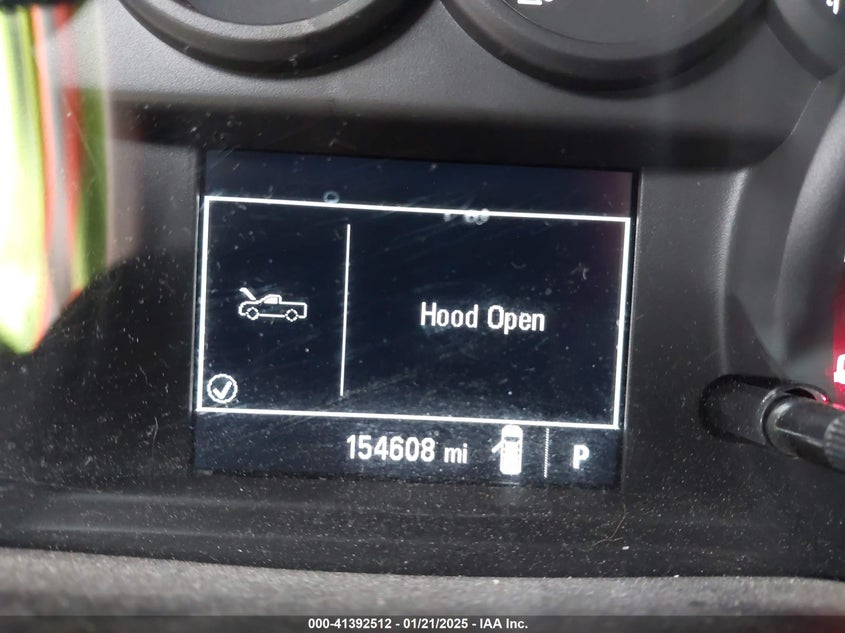 Hood Open
154608 mi
P
000-41392512 - 01/21/2025 - IAA Inc.